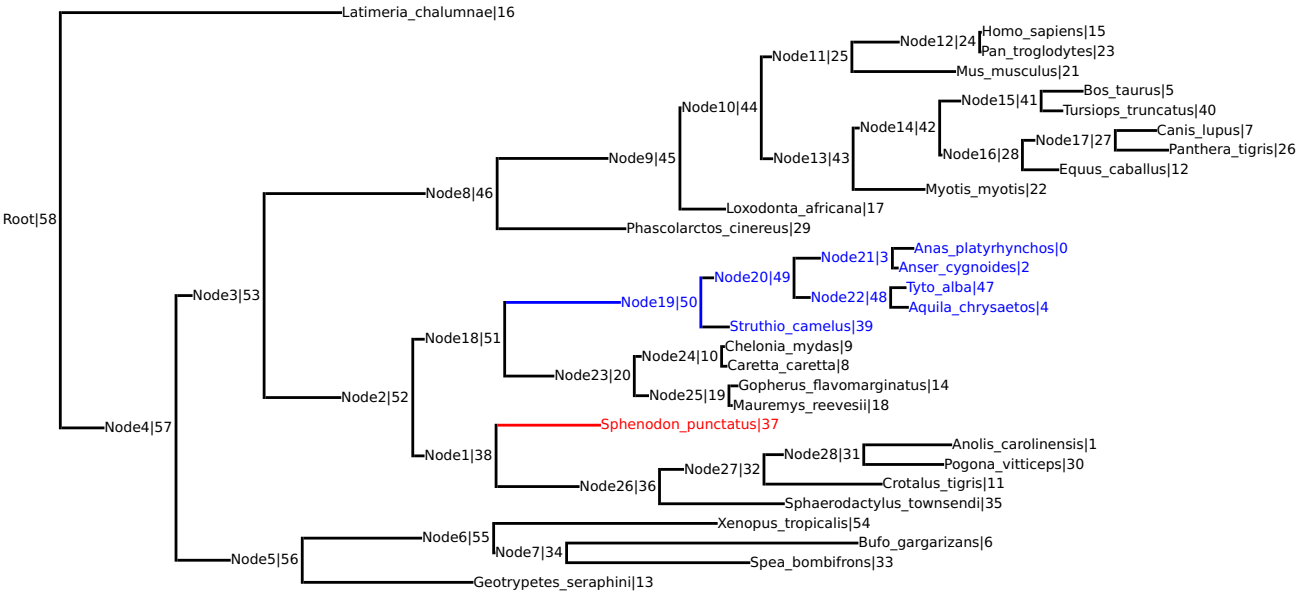 Latimeria_chalumnae|16
Homo_sapiens|15
Node12|24
Pan_troglodytes|23
Node11|25
Mus_musculus|21
Bos_taurus|5
Node15|41
Node10|44
Tursiops_truncatus|40
Node14|42
Canis_lupus|7
Node17|27
Panthera_tigris|26
Node16|28
Node9|45
Node13|43
Equus_caballus|12
Myotis_myotis|22
Node8|46
Loxodonta_africana|17
Root|58
Phascolarctos_cinereus|29
Anas_platyrhynchos|0
Node21|3
Anser_cygnoides|2
Node20|49
Tyto_alba|47
Node3|53
Node22|48
Node19|50
Aquila_chrysaetos|4
Struthio_camelus|39
Node18|51
Chelonia_mydas|9
Node24|10
Caretta_caretta|8
Node23|20
Gopherus_flavomarginatus|14
Node2|52
Node25|19
Mauremys_reevesii|18
Sphenodon_punctatus|37
Node4|57
Anolis_carolinensis|1
Node1|38
Node28|31
Pogona_vitticeps|30
Node27|32
Crotalus_tigris|11
Node26|36
Sphaerodactylus_townsendi|35
Xenopus_tropicalis|54
Node6|55
Bufo_gargarizans|6
Node7|34
Node5|56
Spea_bombifrons|33
Geotrypetes_seraphini|13